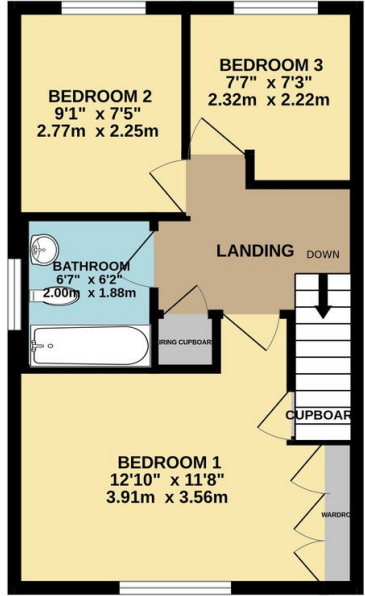 BEDROOM 2
9'1" x 7'5"
2.77m x 2.25m
BEDROOM 3
7'7" x 7'3"
2.32m x 2.22m
LANDING
DOWN
BATHROOM
6'7" x 6'2"
2.00m x 1.88m
IRING CUPBOARD
CUPBOARD
BEDROOM 1
12'10" x 11'8"
3.91m x 3.56m
WARDRO